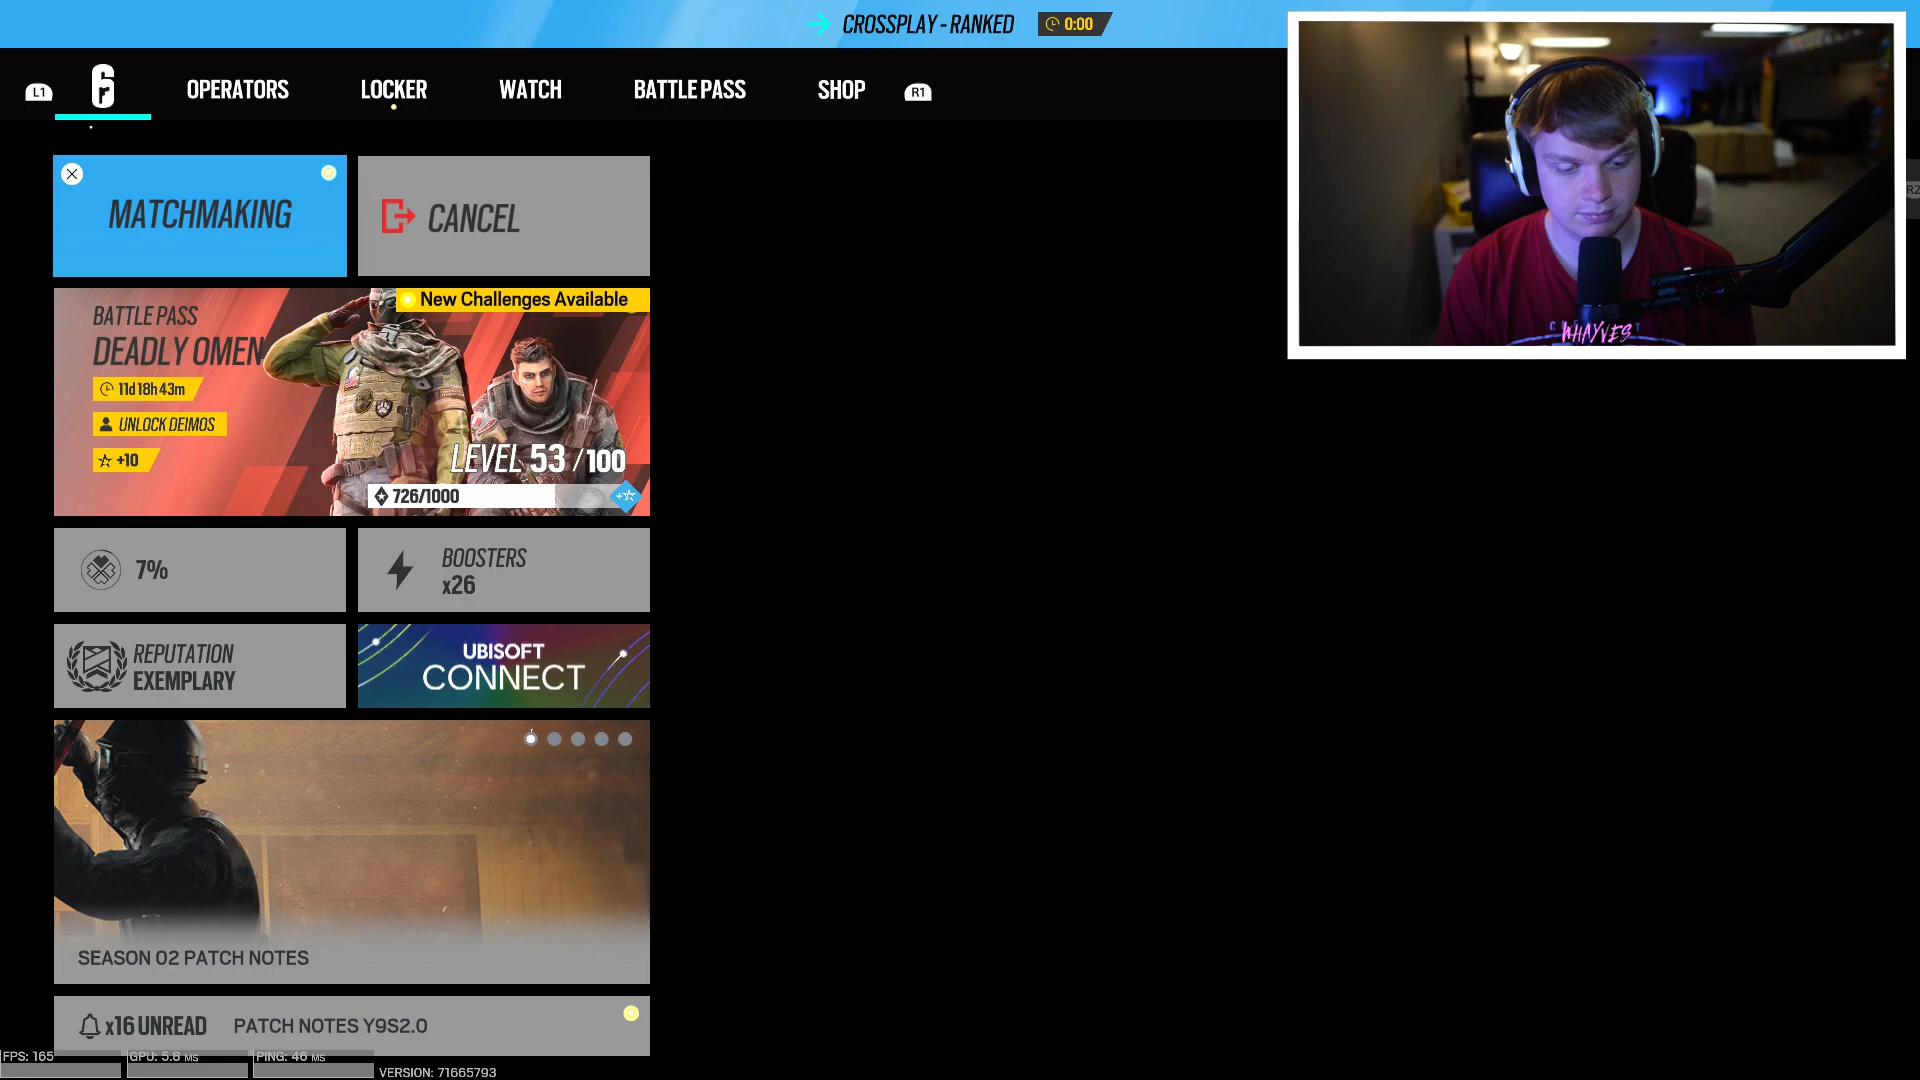 CROSSPLAY - RANKED 0:00
L1 OPERATORS LOCKER WATCH BATTLE PASS SHOP R1
R2
MATCHMAKING
CANCEL
New Challenges Available
BATTLE PASS
DEADLY OMEN
11d 18h 43m
UNLOCK DEIMOS
+10
LEVEL 53 /100
726/1000
7%
BOOSTERS
x26
REPUTATION
EXEMPLARY
UBISOFT
CONNECT
SEASON 02 PATCH NOTES
x16 UNREAD PATCH NOTES Y9S2.0
FPS: 165 GPU: 5.8 MS PING: 46 MS
VERSION: 71665793
WHAYVES